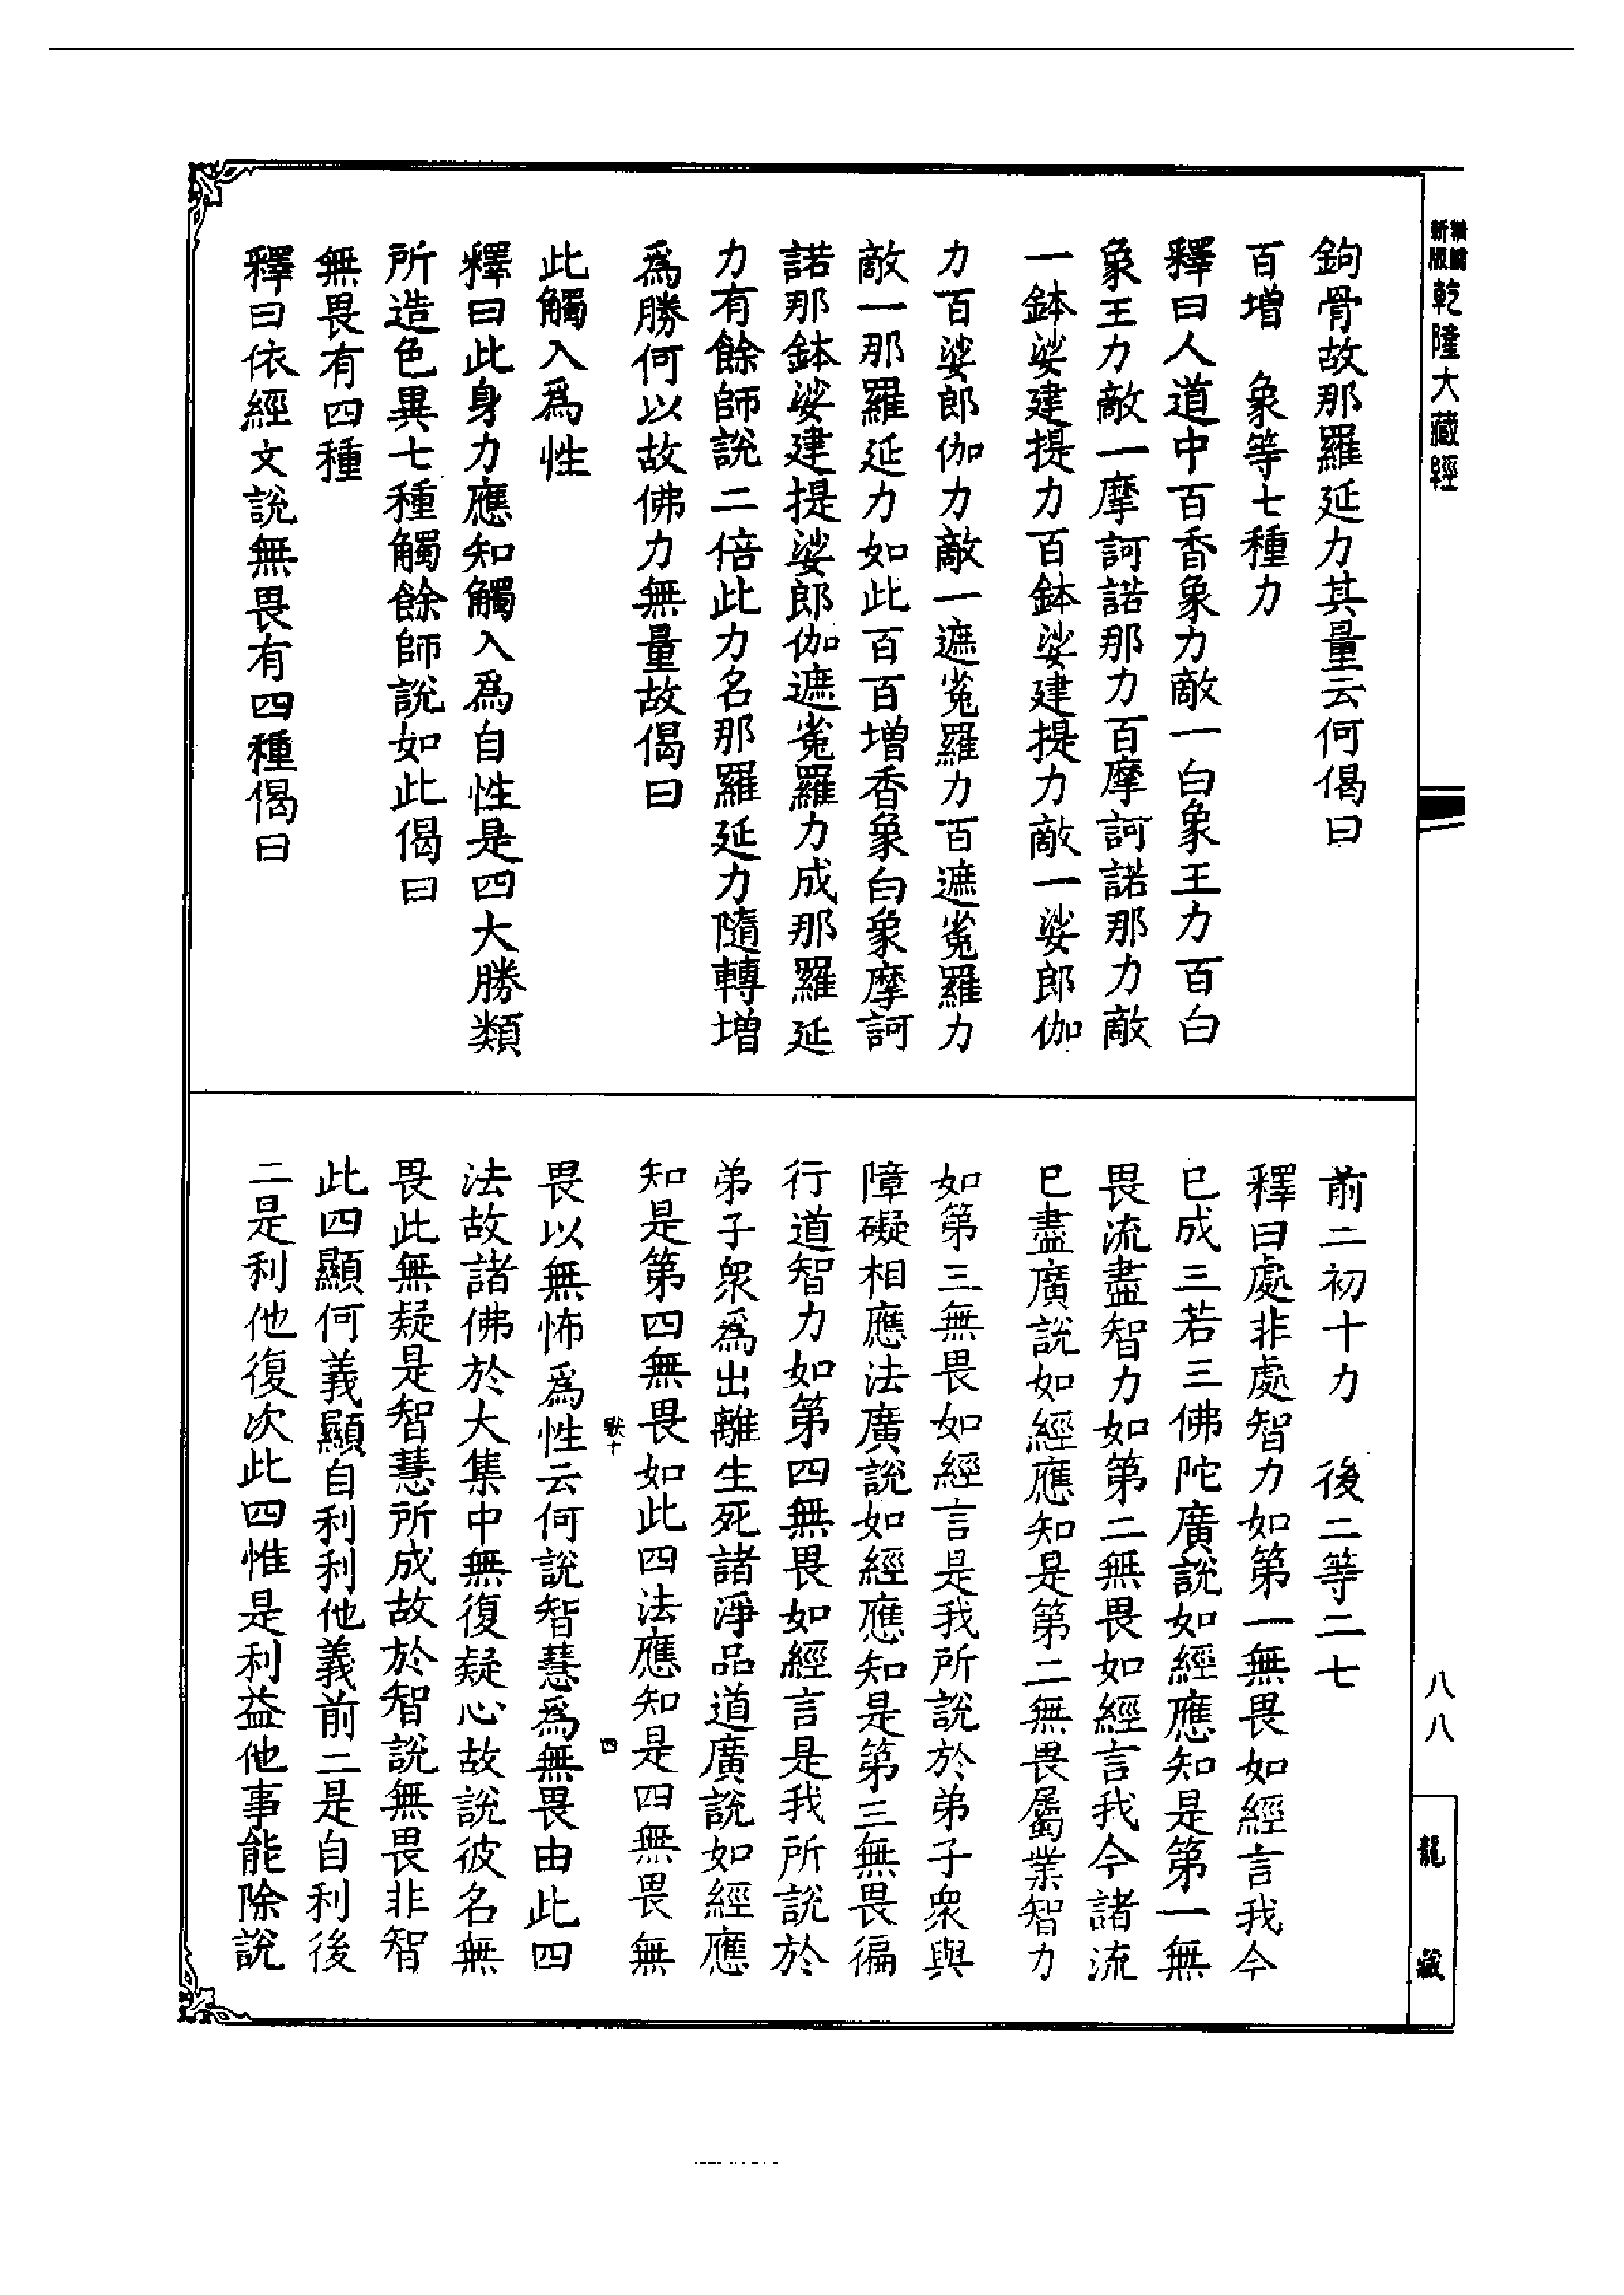 新版
乾隆大藏經
鉤骨故那羅延力其量云何偈曰
百增　象等七種力
釋曰人道中百香象力敵一白象王力百白
象王力敵一摩訶諾那力百摩訶諾那力敵
一鉢娑建提力百鉢娑建提力敵一娑郎伽
力百娑郎伽力敵一遮㝹羅力百遮㝹羅力
敵一那羅延力如此百百增香象白象摩訶
諾那鉢娑建提娑郎伽遮㝹羅力成那羅延
力有餘師說二倍此力名那羅延力隨轉增
爲勝何以故佛力無量故偈曰
此觸入爲性
釋曰此身力應知觸入爲自性是四大勝類
所造色異七種觸餘師說如此偈曰
無畏有四種
釋曰依經文說無畏有四種偈曰
前二初十力　後二等二七
釋曰處非處智力如第一無畏如經言我今
已成三若三佛陀廣說如經應知是第一無
畏流盡智力如第二無畏如經言我今諸流
已盡廣說如經應知是第二無畏屬業智力
如第三無畏如經言是我所說於弟子衆與
障礙相應法廣說如經應知是第三無畏徧
行道智力如第四無畏如經言是我所說於
弟子衆爲出離生死諸淨品道廣說如經應
知是第四無畏如此四法應知是四無畏無
四
畏以無怖爲性云何說智慧爲無畏由此四
法故諸佛於大集中無復疑心故說彼名無
畏此無疑是智慧所成故於智說無畏非智
此四顯何義顯自利利他義前二是自利後
二是利他復次此四惟是利益他事能除說
八八
龍藏